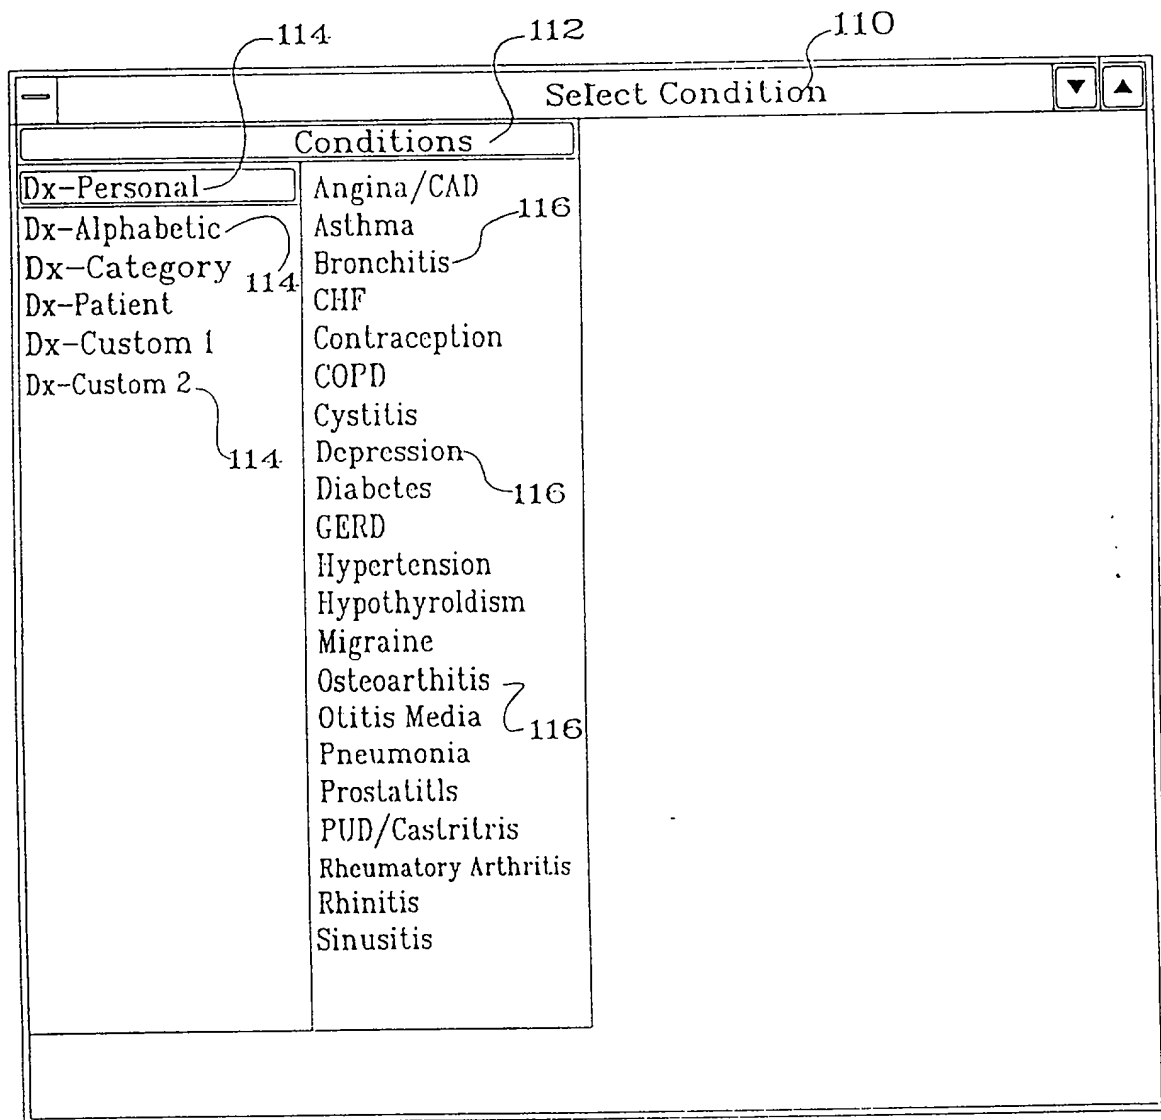 114 112 110
Select Condition
Conditions
Dx-Personal
Dx-Alphabetic
Dx-Category
Dx-Patient
Dx-Custom 1
Dx-Custom 2
114
114
Angina/CAD
Asthma
Bronchitis
CHF
Contraception
COPD
Cystitis
Depression
Diabetes
GERD
Hypertension
Hypothyroldism
Migraine
Osteoarthitis
Otitis Media
Pneumonia
Prostatitls
PUD/Castritris
Rheumatory Arthritis
Rhinitis
Sinusitis
116
116
116